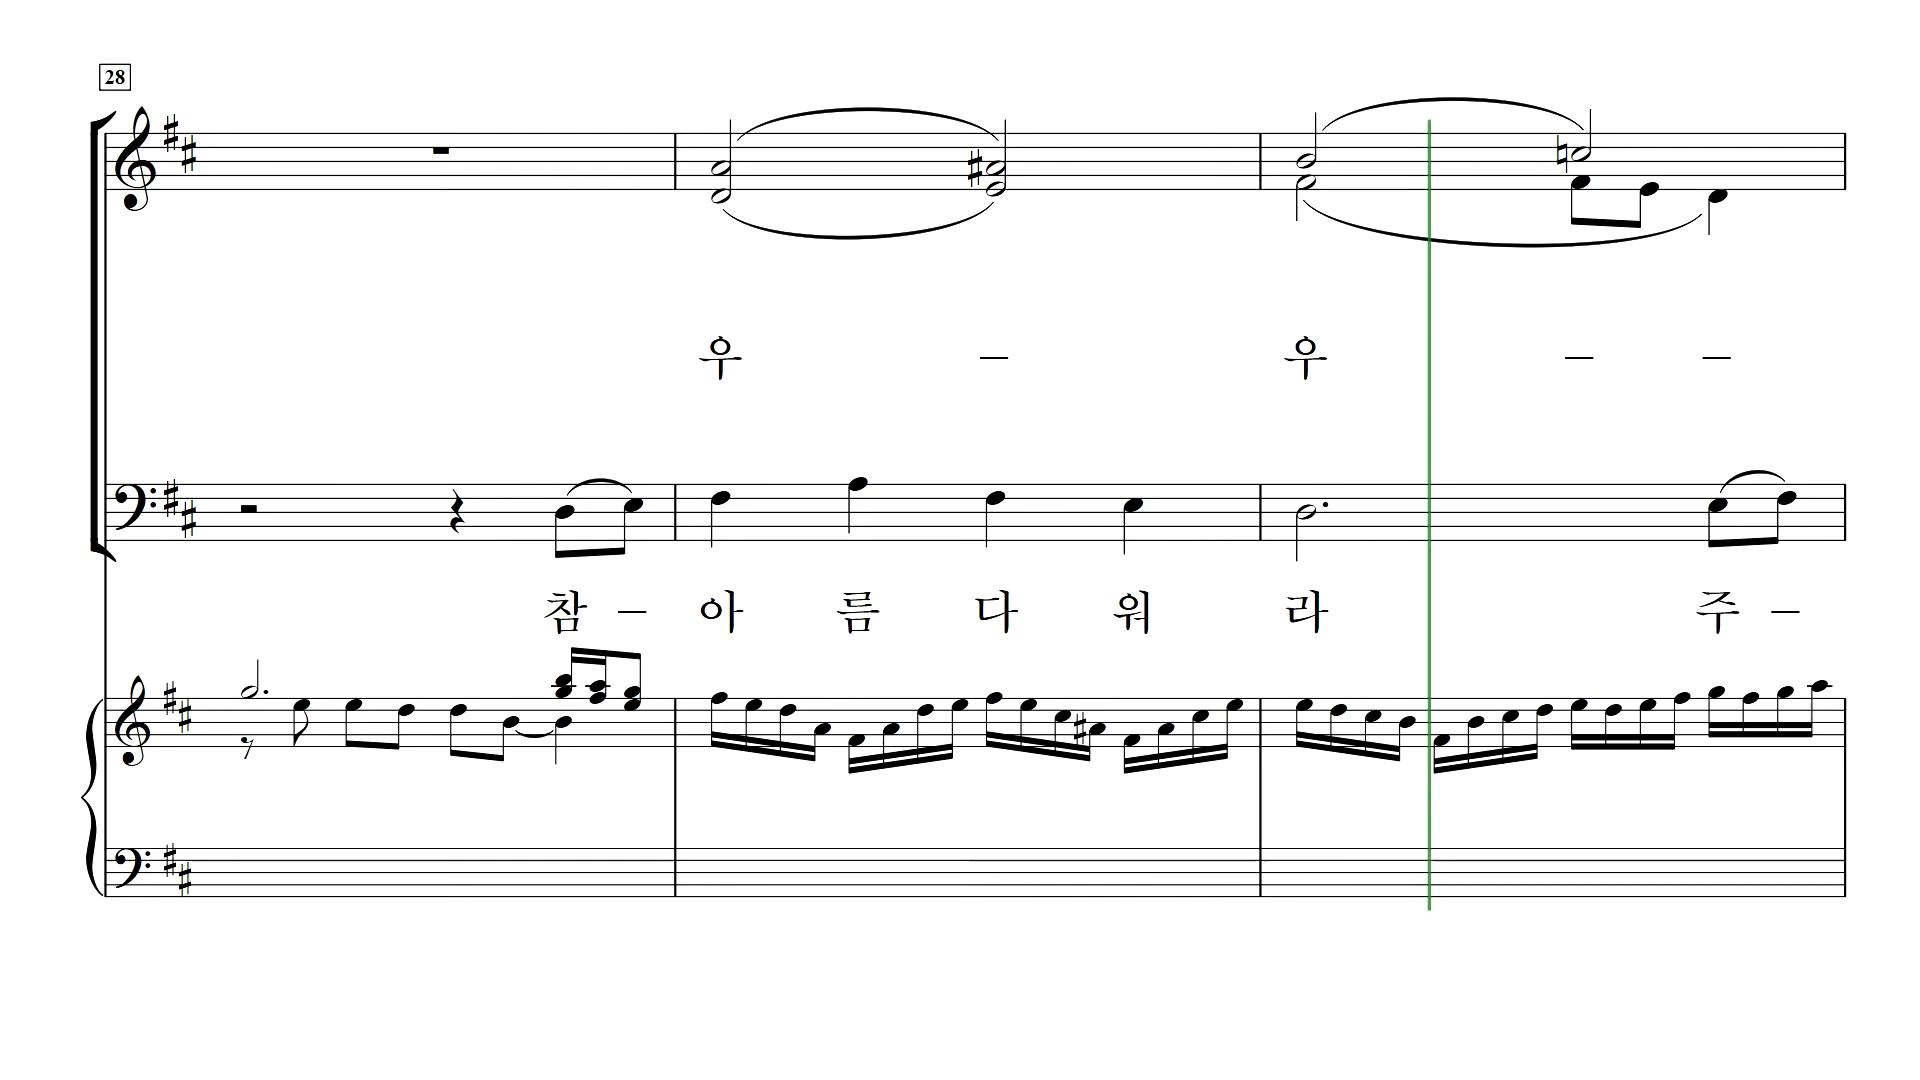 28
우 – 우 – –
참 – 아 름 다 워 라 주 –